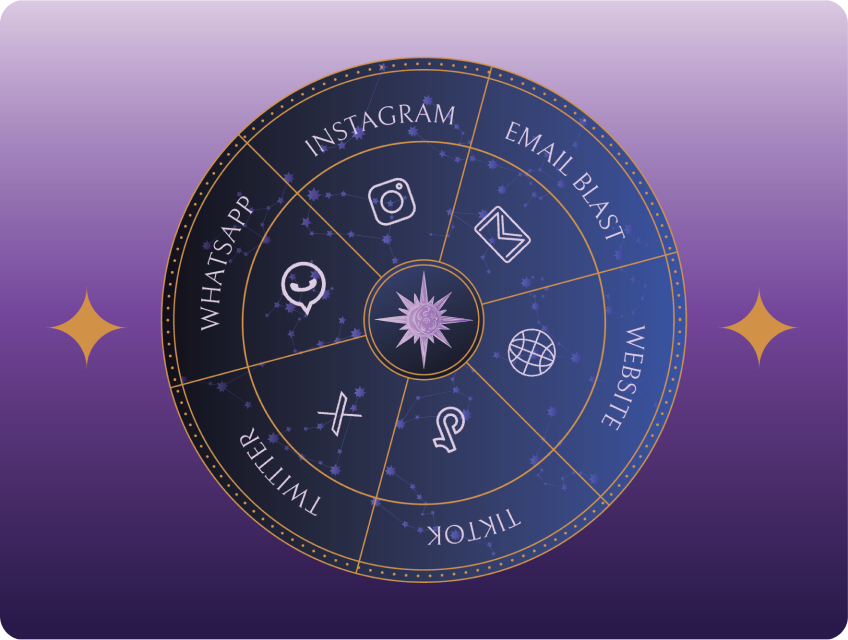 INSTAGRAM
EMAIL BLAST
WEBSITE
TIKTOK
TWITTER
WHATSAPP